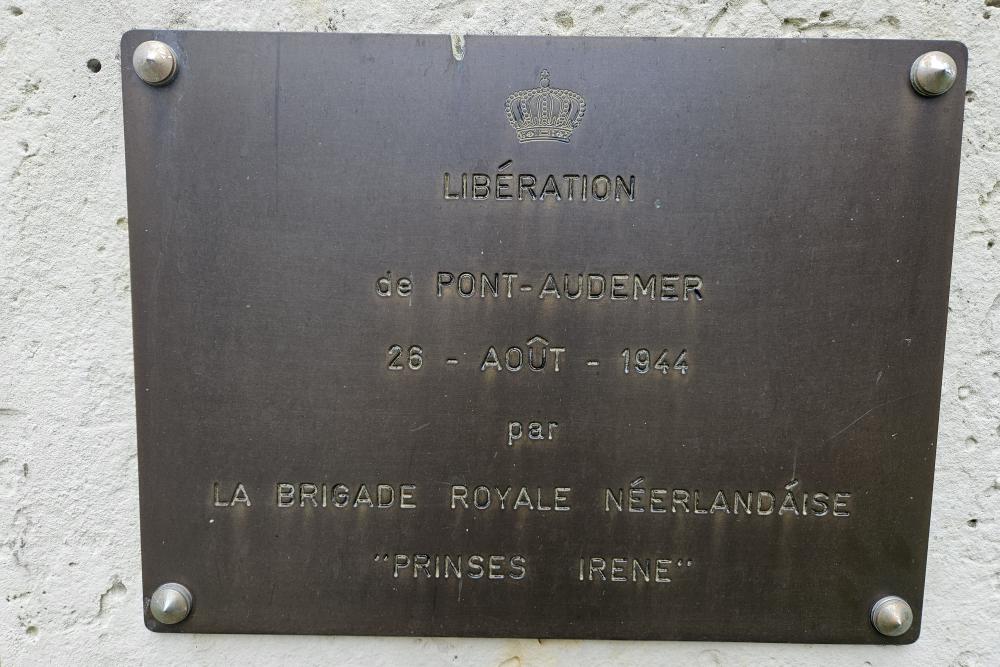 LIBÉRATION
de PONT-AUDEMER
26 - AOÛT - 1944
par
LA BRIGADE ROYALE NÉERLANDÁISE
"PRINSES IRENE"